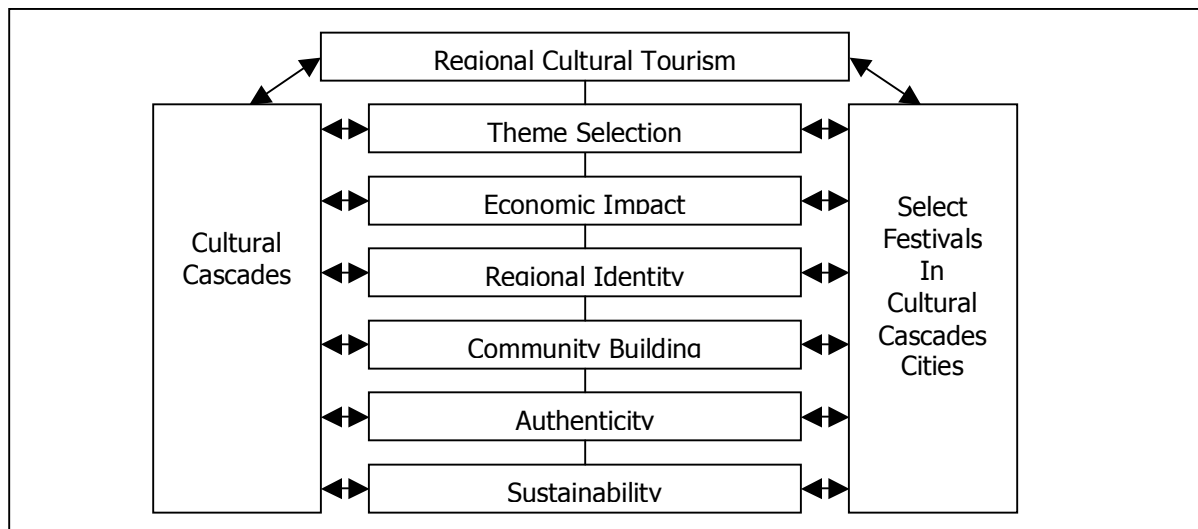 Regional Cultural Tourism
Theme Selection
Economic Impact
Regional Identity
Community Building
Authenticity
Sustainability
Cultural
Cascades
Select
Festivals
In
Cultural
Cascades
Cities